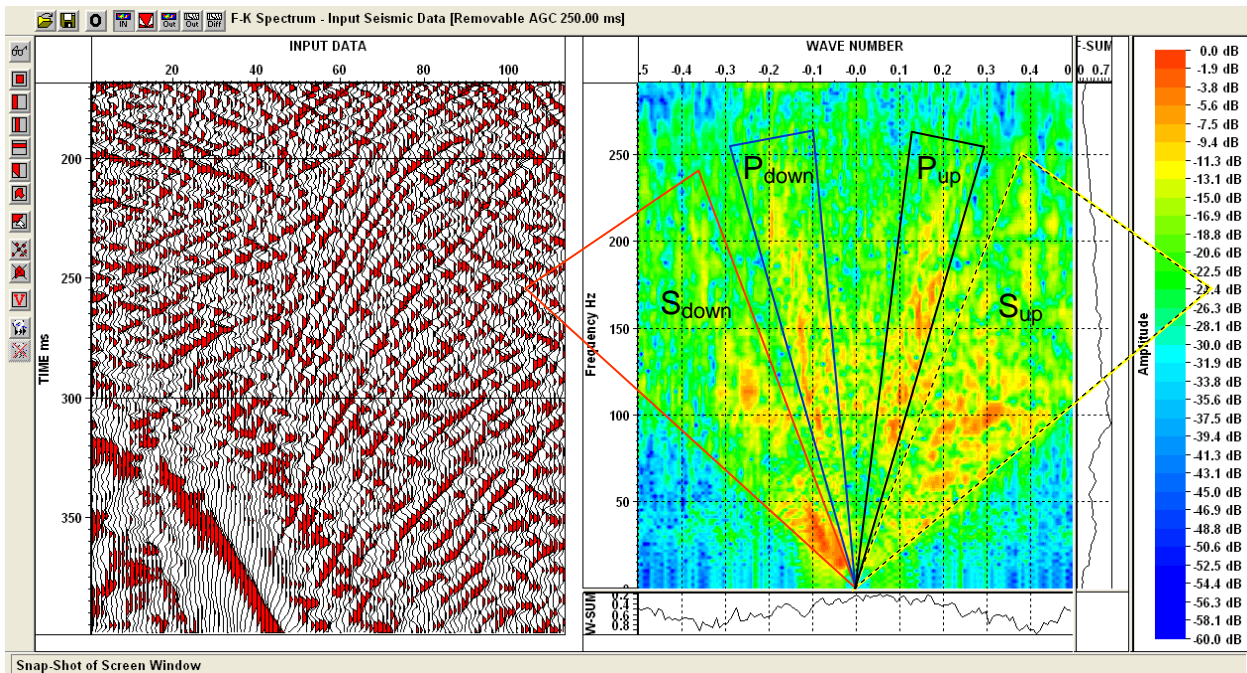 IN Out Out Diff F-K Spectrum - Input Seismic Data [Removable AGC 250.00 ms]
INPUT DATA
20 40 60 80 100
TIME ms
200
250
300
350
WAVE NUMBER
.5 -0.4 -0.3 -0.2 -0.1 -0.0 0.1 0.2 0.3 0.4 0
Frequency Hz
250
200
150
100
50
0
Pdown
Pup
Sdown
Sup
F-SUM
0 0.7
W-SUM
0.2
0.4
0.6
0.8
Amplitude
0.0 dB
-1.9 dB
-3.8 dB
-5.6 dB
-7.5 dB
-9.4 dB
-11.3 dB
-13.1 dB
-15.0 dB
-16.9 dB
-18.8 dB
-20.6 dB
-22.5 dB
-24.4 dB
-26.3 dB
-28.1 dB
-30.0 dB
-31.9 dB
-33.8 dB
-35.6 dB
-37.5 dB
-39.4 dB
-41.3 dB
-43.1 dB
-45.0 dB
-46.9 dB
-48.8 dB
-50.6 dB
-52.5 dB
-54.4 dB
-56.3 dB
-58.1 dB
-60.0 dB
Snap-Shot of Screen Window